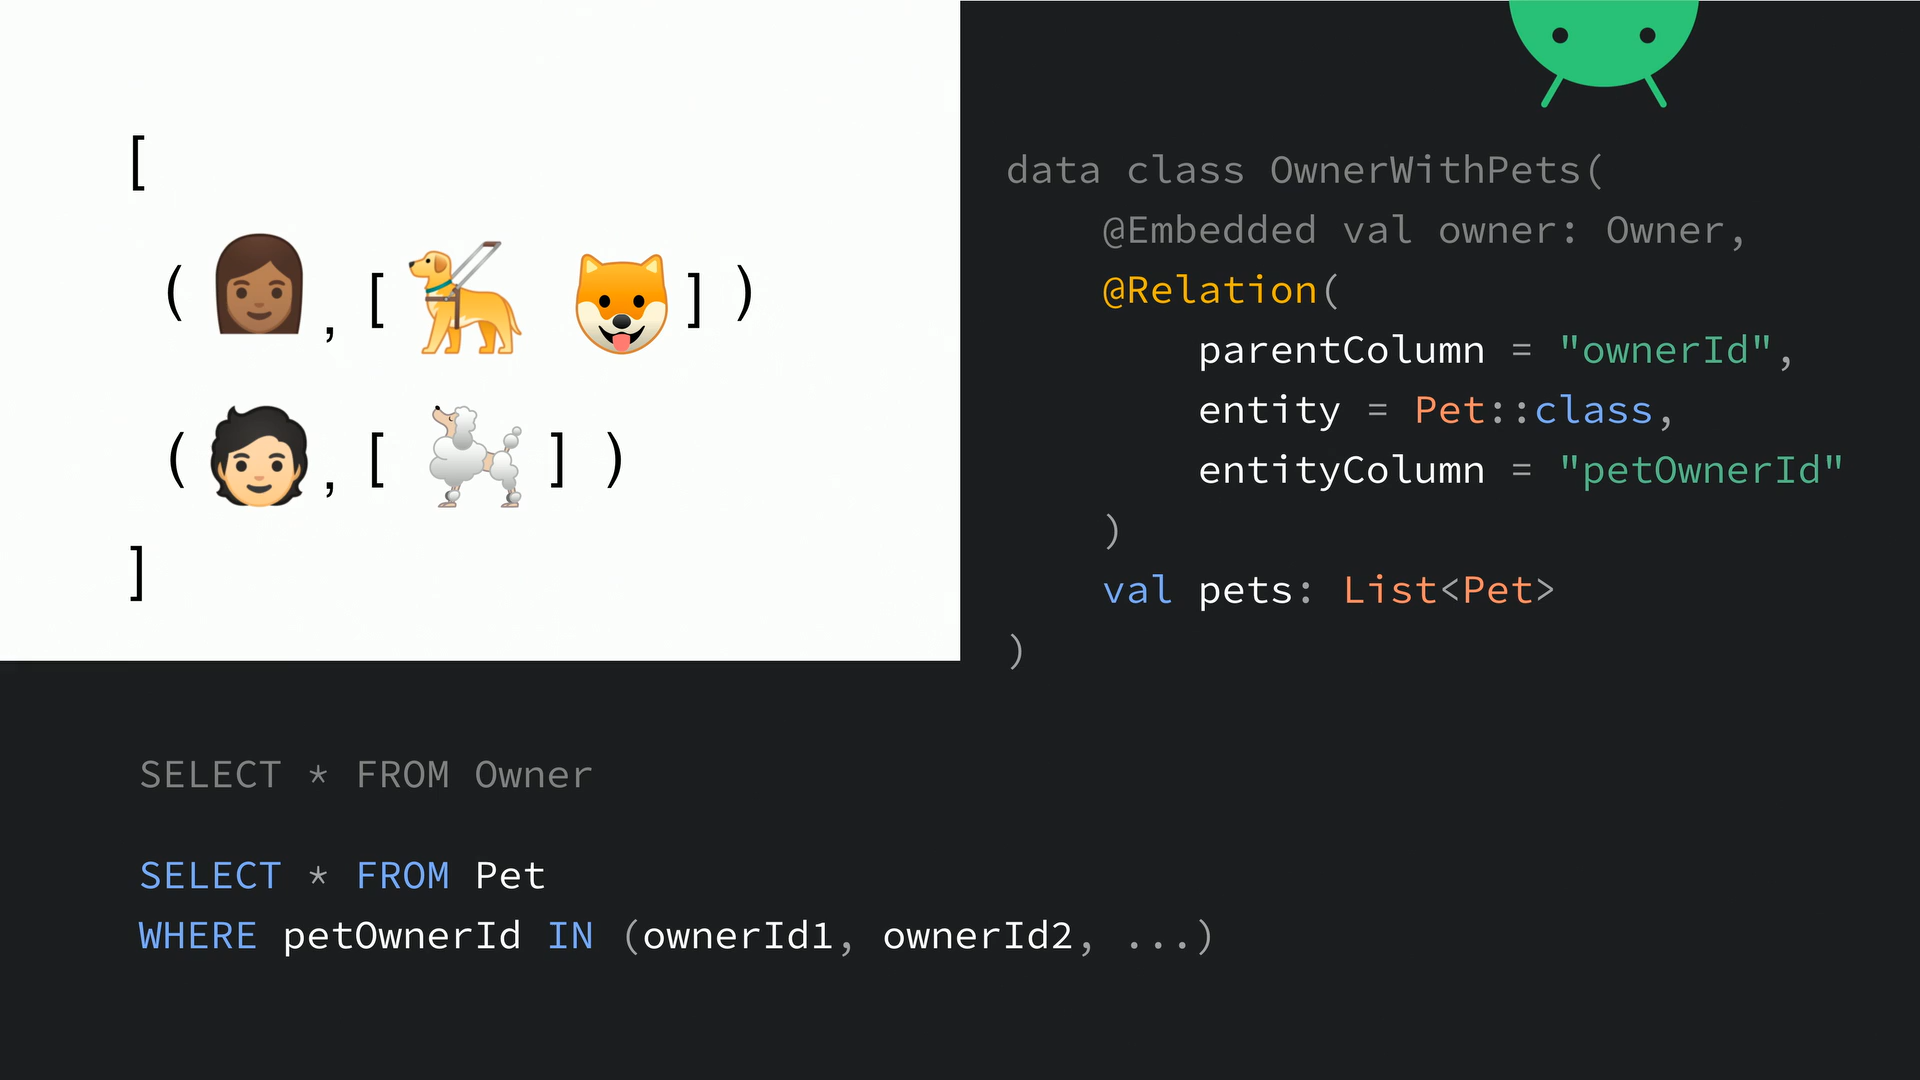 [
( , [ ] )
( , [ ] )
]
data class OwnerWithPets(
@Embedded val owner: Owner,
@Relation(
parentColumn = "ownerId",
entity = Pet::class,
entityColumn = "petOwnerId"
)
val pets: List<Pet>
)
SELECT * FROM Owner
SELECT * FROM Pet
WHERE petOwnerId IN (ownerId1, ownerId2, ...)